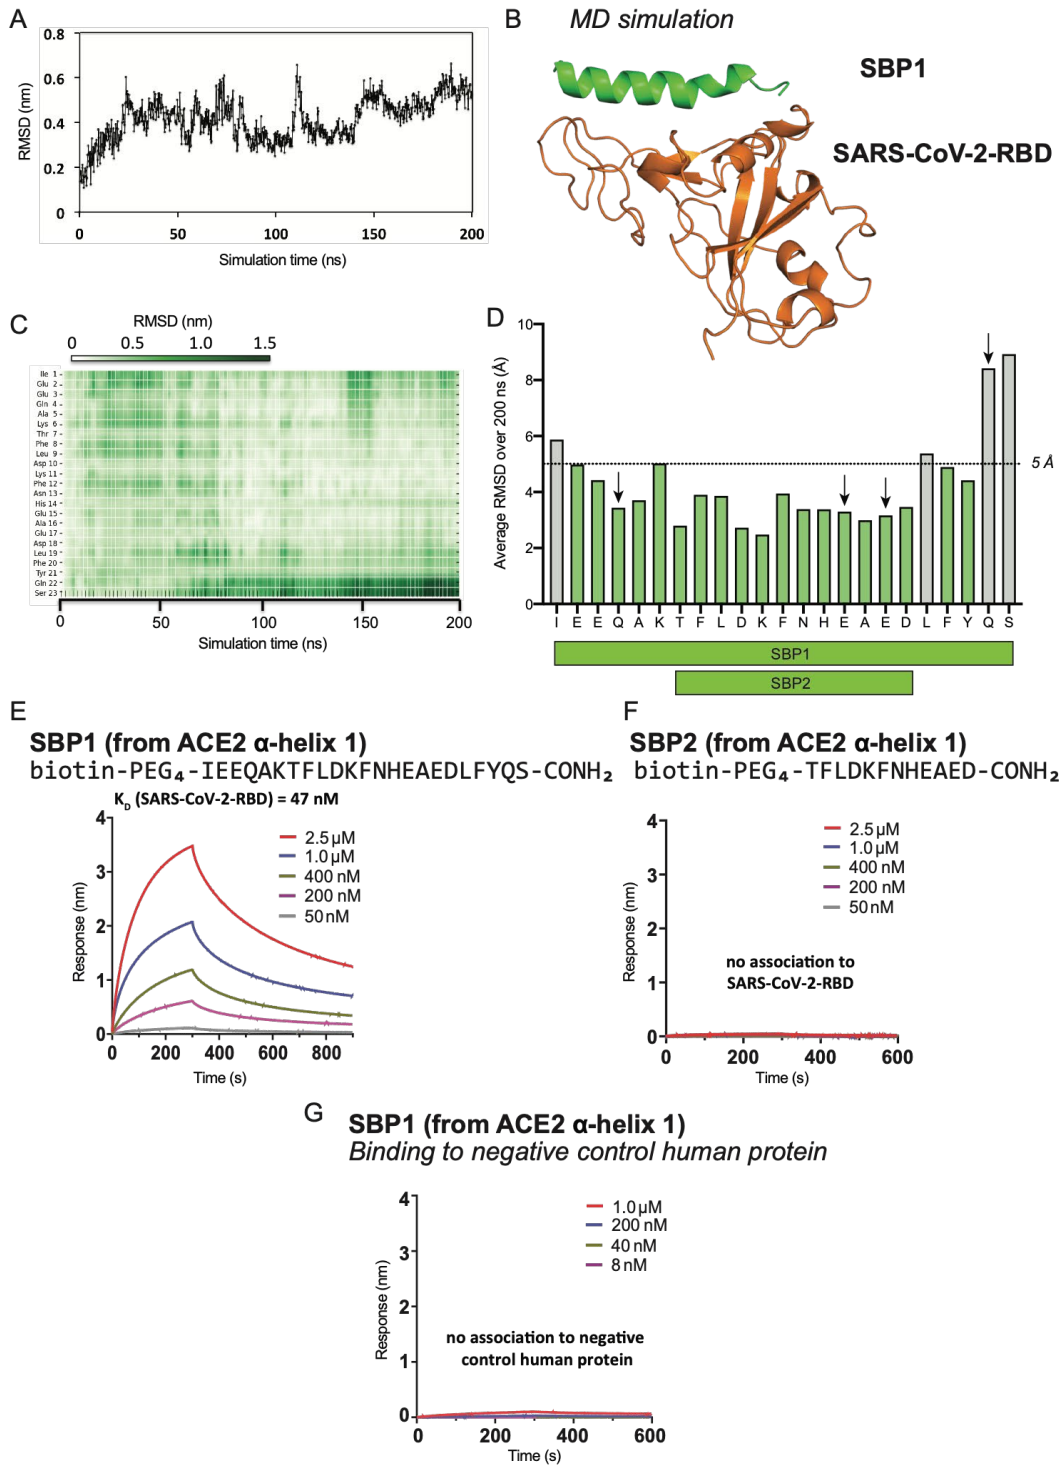 A
RMSD (nm)
0.8
0.6
0.4
0.2
0
0
50
100
150
200
Simulation time (ns)
B
MD simulation
SBP1
SARS-CoV-2-RBD
C
RMSD (nm)
0
0.5
1.0
1.5
Ile 1
Glu 2
Glu 3
Gln 4
Ala 5
Lys 6
Thr 7
Phe 8
Leu 9
Asp 10
Lys 11
Phe 12
Asn 13
His 14
Glu 15
Ala 16
Glu 17
Asp 18
Leu 19
Phe 20
Tyr 21
Gln 22
Ser 23
0
50
100
150
200
Simulation time (ns)
D
Average RMSD over 200 ns (Å)
10
8
6
4
2
0
5 Å
I E E Q A K T F L D K F N H E A E D L F Y Q S
SBP1
SBP2
E
SBP1 (from ACE2 α-helix 1)
biotin-PEG₄-IEEQAKTFLDKFNHEAEDLFYQS-CONH₂
K_D (SARS-CoV-2-RBD) = 47 nM
Response (nm)
4
3
2
1
0
2.5 µM
1.0 µM
400 nM
200 nM
50 nM
0
200
400
600
800
Time (s)
F
SBP2 (from ACE2 α-helix 1)
biotin-PEG₄-TFLDKFNHEAED-CONH₂
Response (nm)
4
3
2
1
0
2.5 µM
1.0 µM
400 nM
200 nM
50 nM
no association to
SARS-CoV-2-RBD
0
200
400
600
Time (s)
G
SBP1 (from ACE2 α-helix 1)
Binding to negative control human protein
Response (nm)
4
3
2
1
0
1.0 µM
200 nM
40 nM
8 nM
no association to negative
control human protein
0
200
400
600
Time (s)